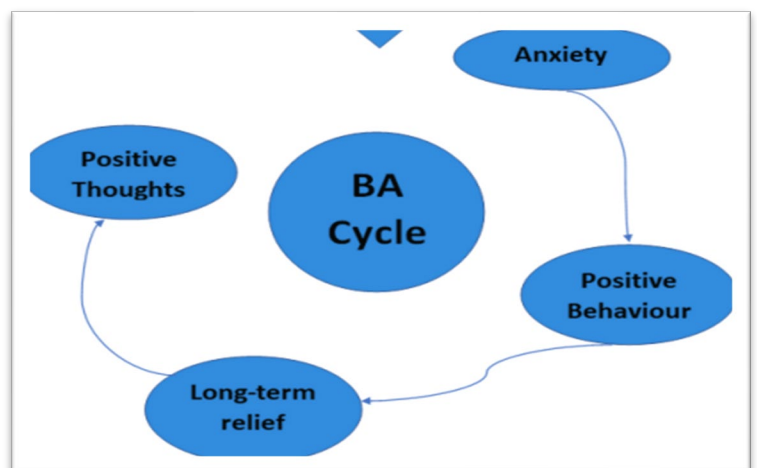 Anxiety
Positive
Thoughts
BA
Cycle
Positive
Behaviour
Long-term
relief